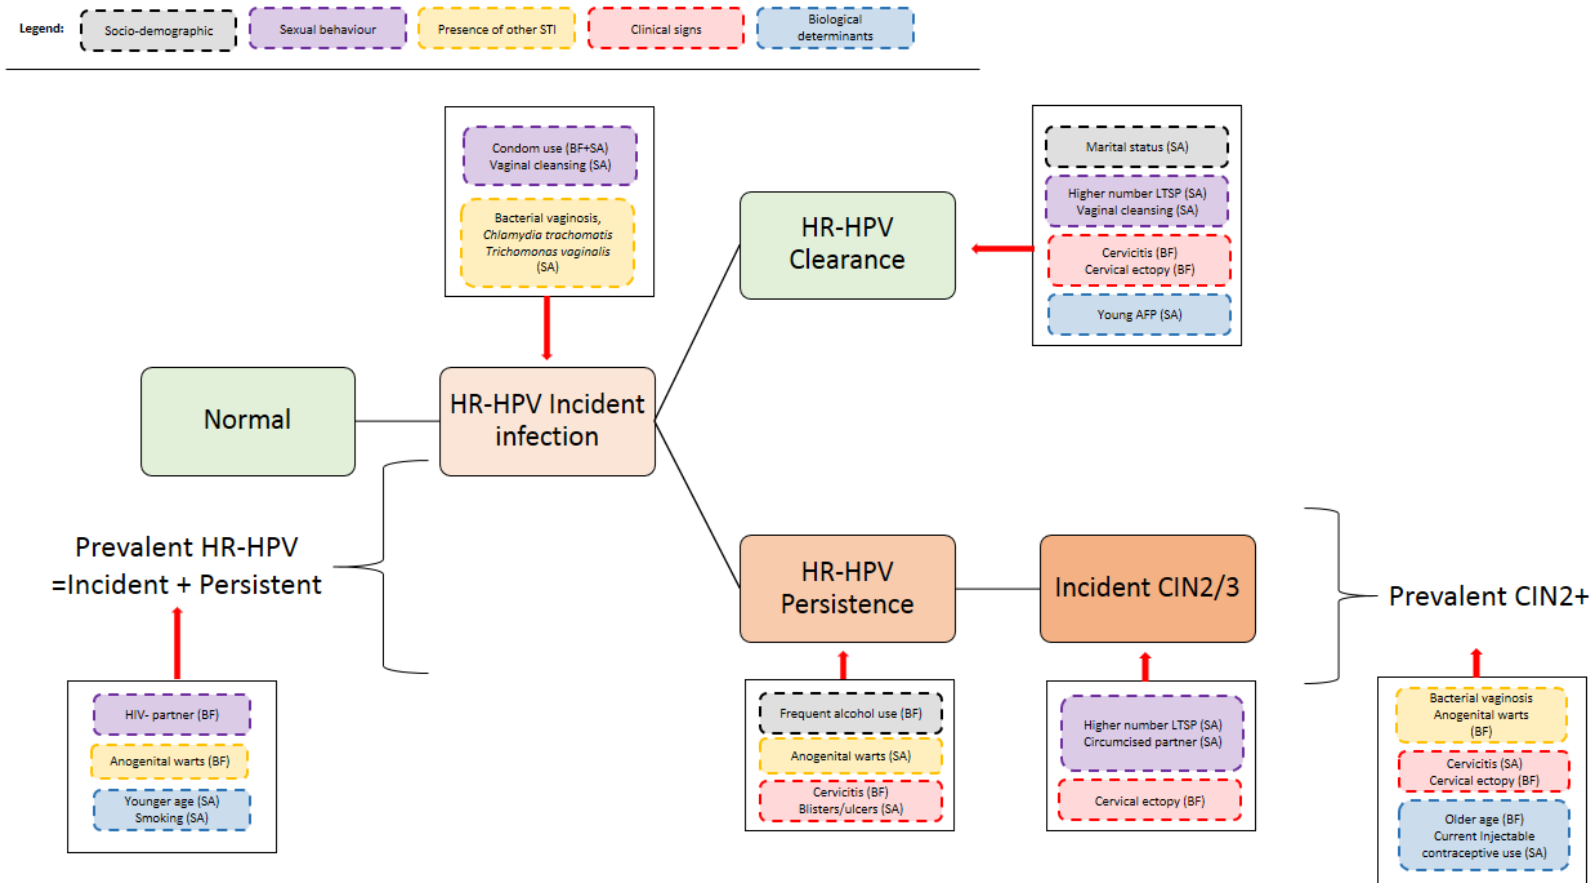 Legend:
Socio-demographic
Sexual behaviour
Presence of other STI
Clinical signs
Biological
determinants
Condom use (BF+SA)
Vaginal cleansing (SA)
Bacterial vaginosis,
Chlamydia trachomatis
Trichomonas vaginalis
(SA)
Marital status (SA)
Higher number LTSP (SA)
Vaginal cleansing (SA)
Cervicitis (BF)
Cervical ectopy (BF)
Young AFP (SA)
HR-HPV
Clearance
Normal
HR-HPV Incident
infection
Prevalent HR-HPV
=Incident + Persistent
HR-HPV
Persistence
Incident CIN2/3
Prevalent CIN2+
HIV- partner (BF)
Anogenital warts (BF)
Younger age (SA)
Smoking (SA)
Frequent alcohol use (BF)
Anogenital warts (SA)
Cervicitis (BF)
Blisters/ulcers (SA)
Higher number LTSP (SA)
Circumcised partner (SA)
Cervical ectopy (BF)
Bacterial vaginosis
Anogenital warts
(BF)
Cervicitis (SA)
Cervical ectopy (BF)
Older age (BF)
Current Injectable
contraceptive use (SA)